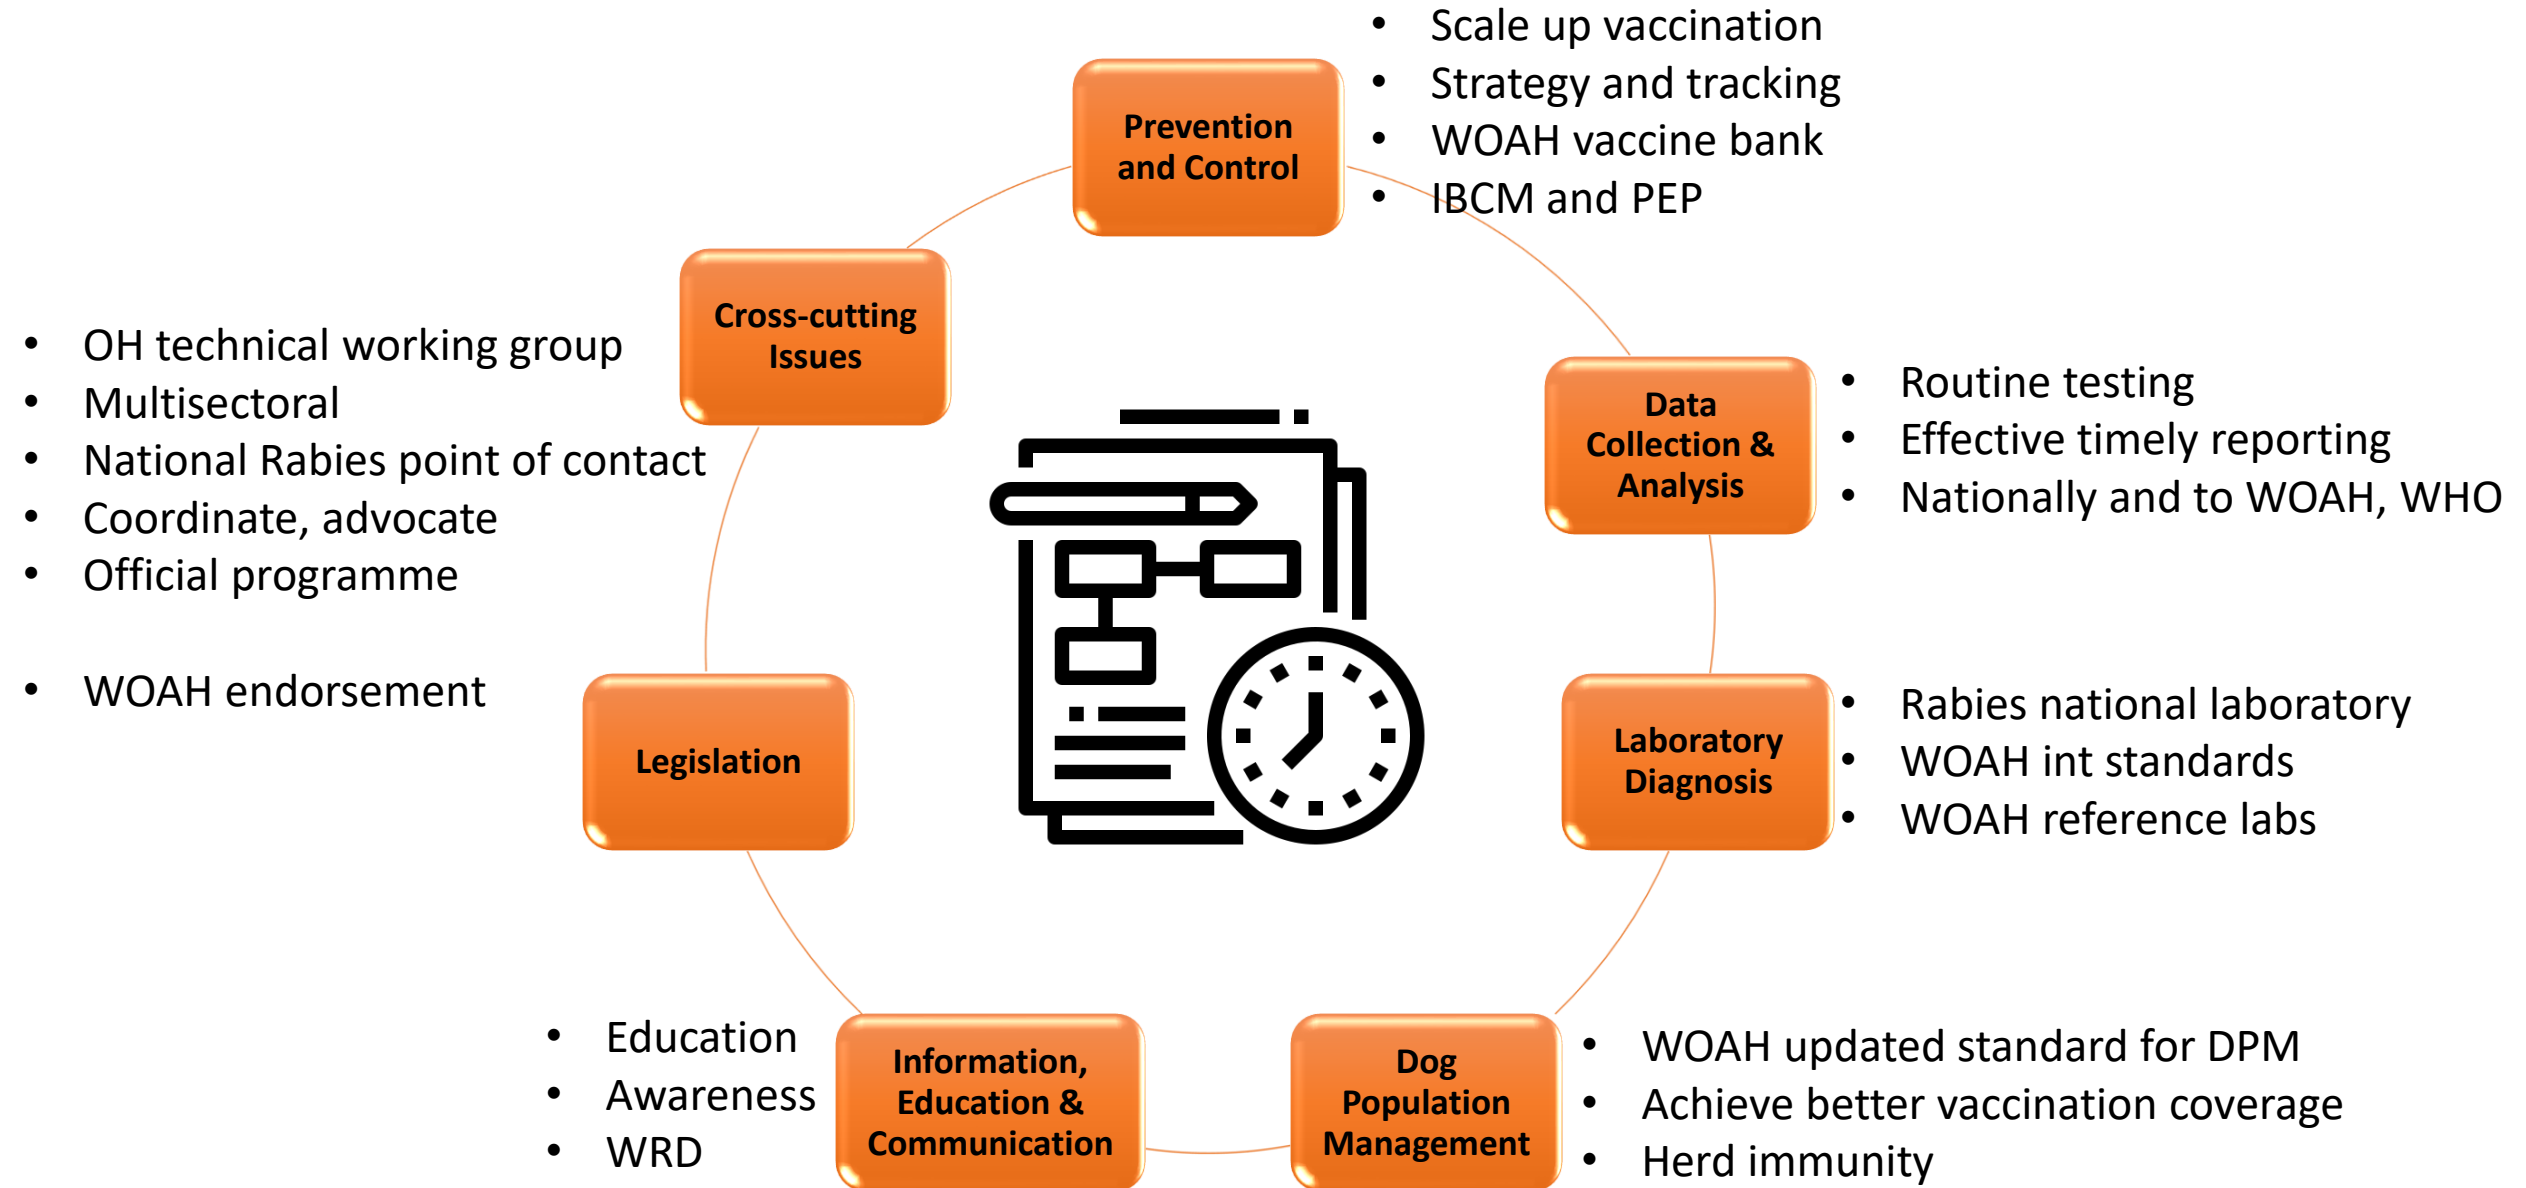 Prevention
and Control
• Scale up vaccination
• Strategy and tracking
• WOAH vaccine bank
• IBCM and PEP
Data
Collection &
Analysis
• Routine testing
• Effective timely reporting
• Nationally and to WOAH, WHO
Laboratory
Diagnosis
• Rabies national laboratory
• WOAH int standards
• WOAH reference labs
Dog
Population
Management
• WOAH updated standard for DPM
• Achieve better vaccination coverage
• Herd immunity
Information,
Education &
Communication
• Education
• Awareness
• WRD
Legislation
• WOAH endorsement
Cross-cutting
Issues
• OH technical working group
• Multisectoral
• National Rabies point of contact
• Coordinate, advocate
• Official programme